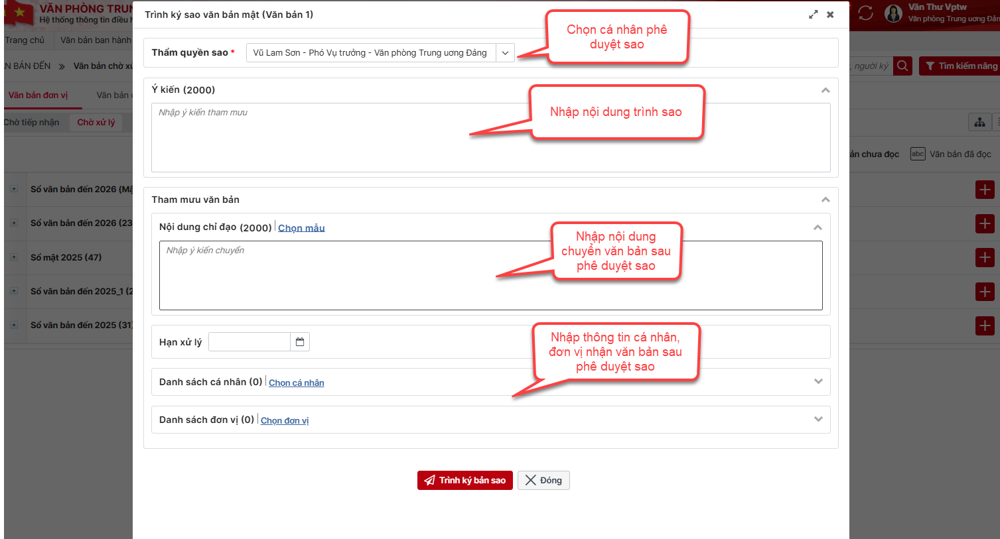 VĂN PHÒNG TRUN
Hệ thống thông tin điều h
Trình ký sao văn bản mật (Văn bản 1)
Văn Thư Vptw
Văn phòng Trung ương Đản
Trang chủ
Văn bản ban hành
Thẩm quyền sao *
Vũ Lam Sơn - Phó Vụ trưởng - Văn phòng Trung ương Đảng
Chọn cá nhân phê
duyệt sao
N BẢN ĐẾN » Văn bản chờ xử
, người ký
Tìm kiếm nâng
Văn bản đơn vị
Văn bản c
Ý kiến (2000)
Nhập ý kiến tham mưu
Nhập nội dung trình sao
Chờ tiếp nhận
Chờ xử lý
ản chưa đọc
abc
Văn bản đã đọc
Sổ văn bản đến 2026 (Mậ
Sổ văn bản đến 2026 (23
Sổ mật 2025 (47)
Sổ văn bản đến 2025_1 (2
Sổ văn bản đến 2025 (31)
Tham mưu văn bản
Nội dung chỉ đạo (2000)
Chọn mẫu
Nhập ý kiến chuyển
Nhập nội dung
chuyển văn bản sau
phê duyệt sao
Hạn xử lý
Nhập thông tin cá nhân,
đơn vị nhận văn bản sau
phê duyệt sao
Danh sách cá nhân (0)
Chọn cá nhân
Danh sách đơn vị (0)
Chọn đơn vị
Trình ký bản sao
Đóng